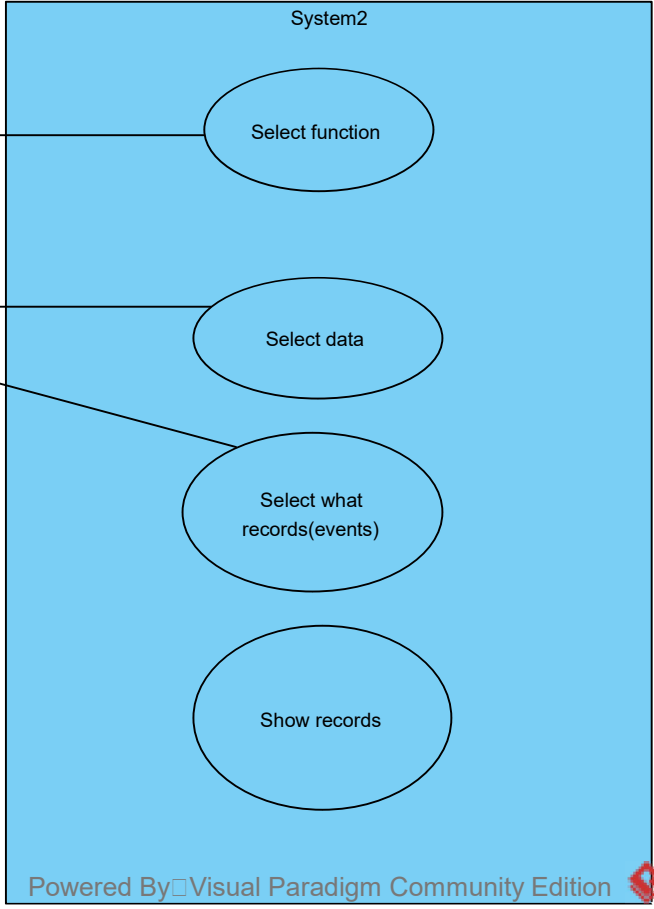 System2
Select function
Select data
Select what
records(events)
Show records
Powered By□Visual Paradigm Community Edition